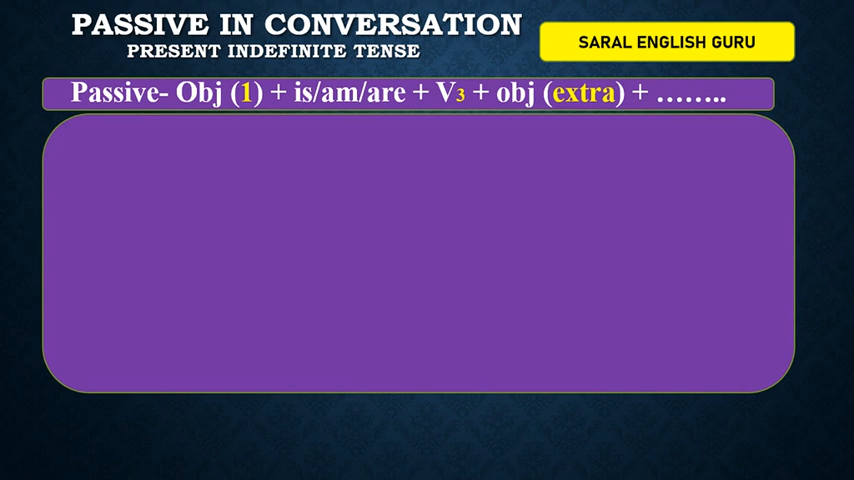 PASSIVE IN CONVERSATION
PRESENT INDEFINITE TENSE
SARAL ENGLISH GURU
Passive- Obj (1) + is/am/are + V3 + obj (extra) + ........